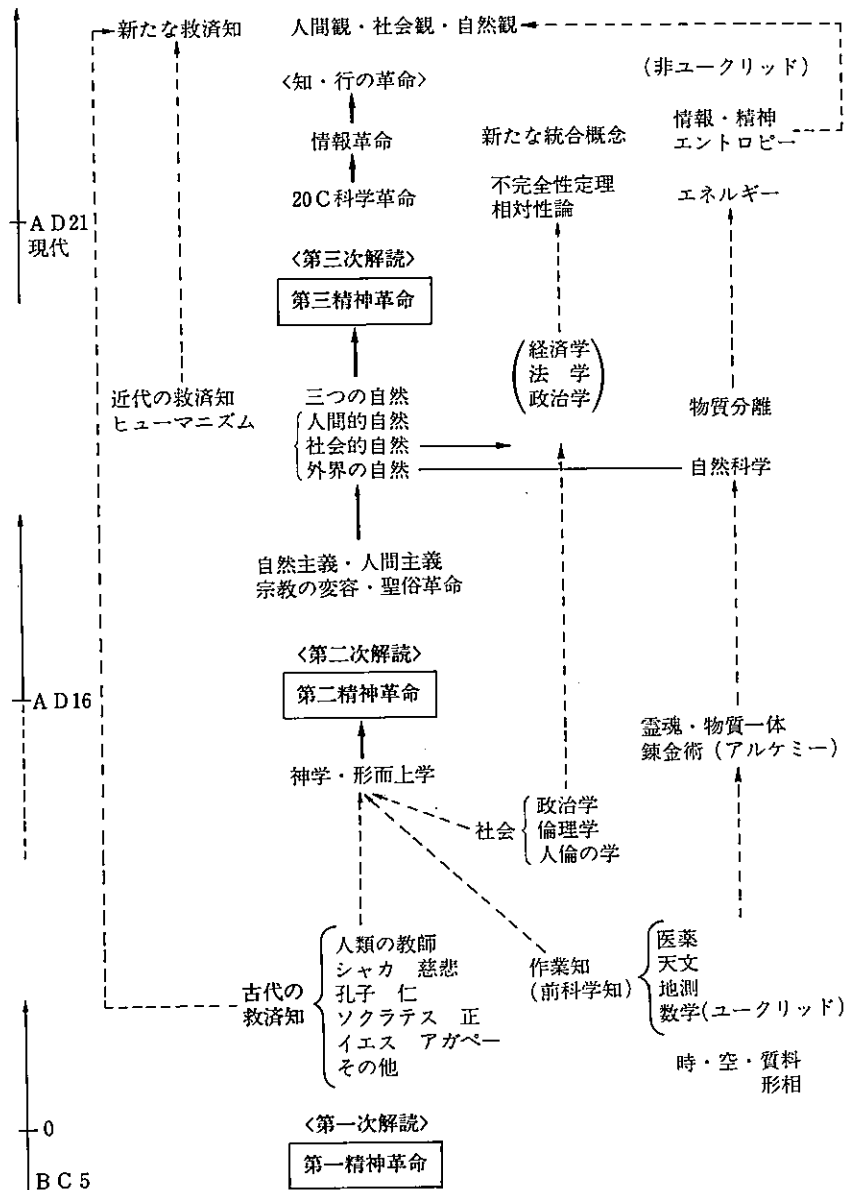 新たな救済知
人間観・社会観・自然観
(非ユークリッド)
<知・行の革命>
情報・精神
エントロピー
情報革命
新たな統合概念
20C科学革命
不完全性定理
相対性論
エネルギー
AD21
現代
<第三次解読>
第三精神革命
経済学
法 学
政治学
近代の救済知
ヒューマニズム
三つの自然
人間的自然
社会的自然
外界の自然
物質分離
自然科学
自然主義・人間主義
宗教の変容・聖俗革命
<第二次解読>
第二精神革命
AD16
霊魂・物質一体
錬金術(アルケミー)
神学・形而上学
社会
政治学
倫理学
人倫の学
古代の
救済知
人類の教師
シャカ 慈悲
孔子 仁
ソクラテス 正
イエス アガペー
その他
作業知
(前科学知)
医薬
天文
地測
数学(ユークリッド)
時・空・質料
形相
0
<第一次解読>
第一精神革命
BC5